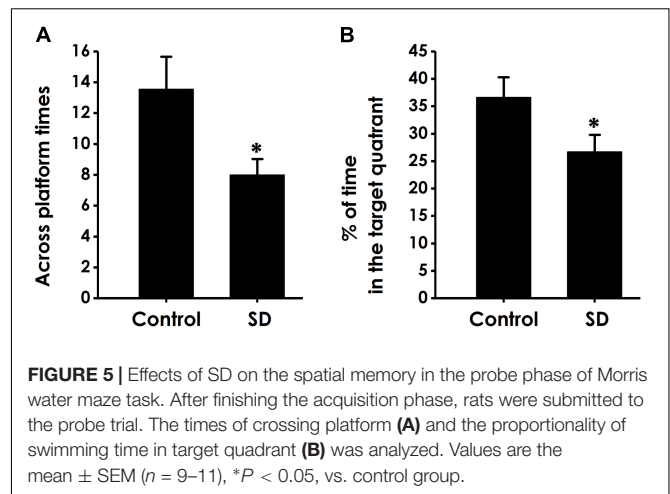 A
B
Across platform times
16
14
12
10
8
6
4
2
0
*
Control SD
% of time
in the target quatrant
45
40
35
30
25
20
15
10
5
0
*
Control SD
FIGURE 5 | Effects of SD on the spatial memory in the probe phase of Morris
water maze task. After finishing the acquisition phase, rats were submitted to
the probe trial. The times of crossing platform (A) and the proportionality of
swimming time in target quadrant (B) was analyzed. Values are the
mean ± SEM (n = 9–11), *P < 0.05, vs. control group.